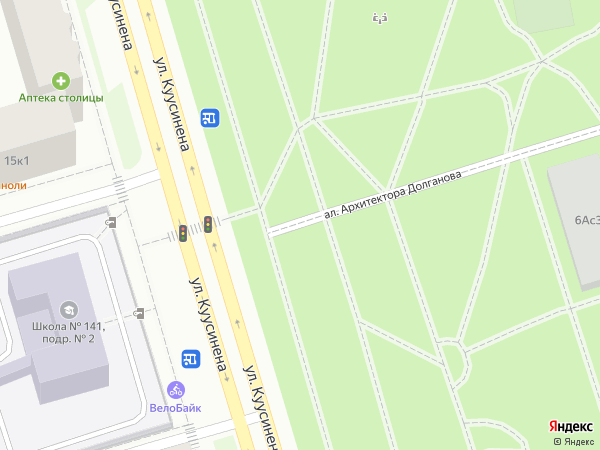 уусинена
ул. Куусинена
Аптека столицы
15к1
ноли
ал. Архитектора Долганова
6Ас3
Школа № 141,
подр. № 2
ул. Куусинена
ул. Куусинена
ВелоБайк
Яндекс
© Яндекс